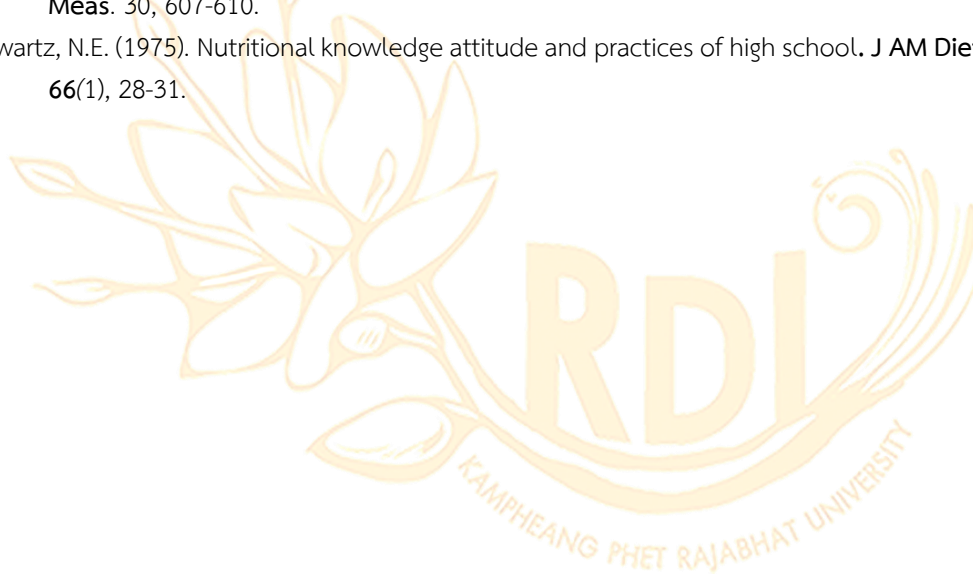 Meas. 30, 607-610.
wartz, N.E. (1975). Nutritional knowledge attitude and practices of high school. J AM Die
66(1), 28-31.
RDI
KAMPHEANG PHET RAJABHAT UNIVERSITY